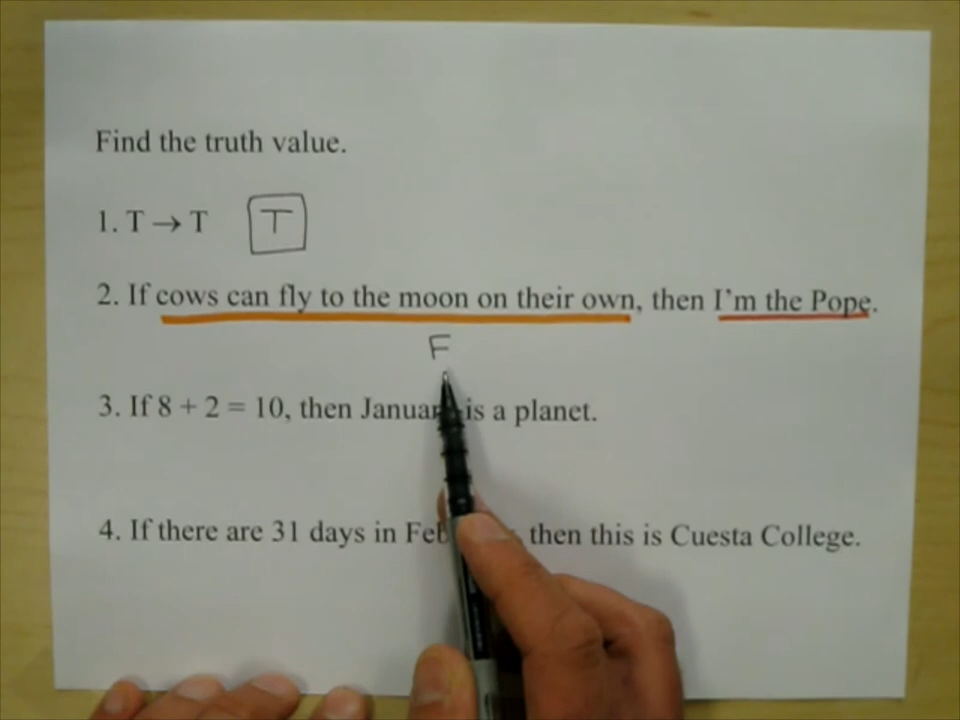 Find the truth value.
1. T → T T
2. If cows can fly to the moon on their own, then I'm the Pope.
F
3. If 8 + 2 = 10, then January is a planet.
4. If there are 31 days in then this is Cuesta College.